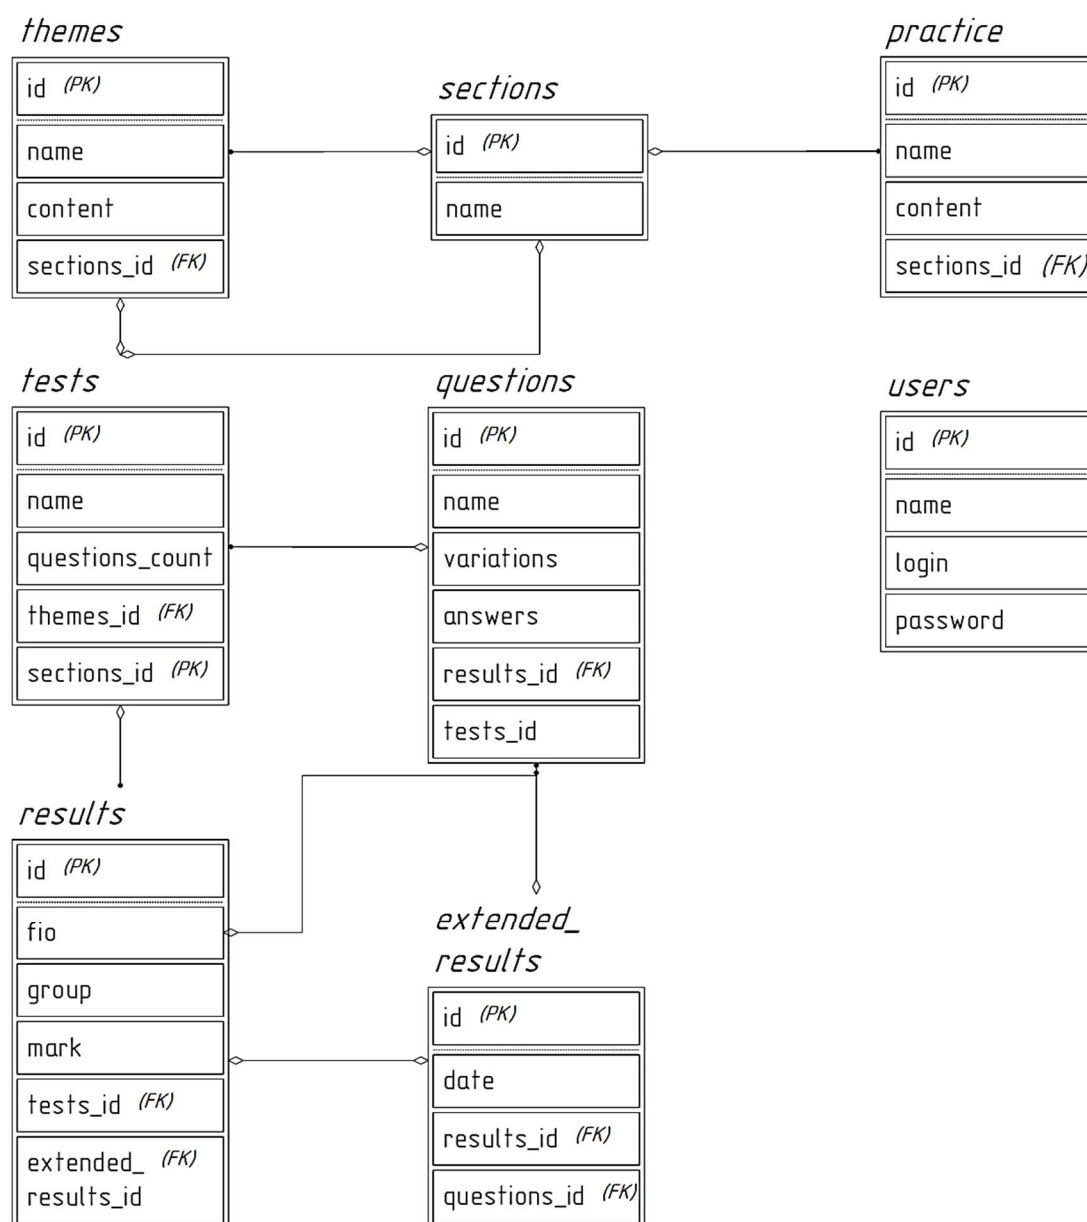 themes
id (PK)
name
content
sections_id (FK)
sections
id (PK)
name
practice
id (PK)
name
content
sections_id (FK)
tests
id (PK)
name
questions_count
themes_id (FK)
sections_id (PK)
questions
id (PK)
name
variations
answers
results_id (FK)
tests_id
users
id (PK)
name
login
password
results
id (PK)
fio
group
mark
tests_id (FK)
extended_ (FK)
results_id
extended_
results
id (PK)
date
results_id (FK)
questions_id (FK)